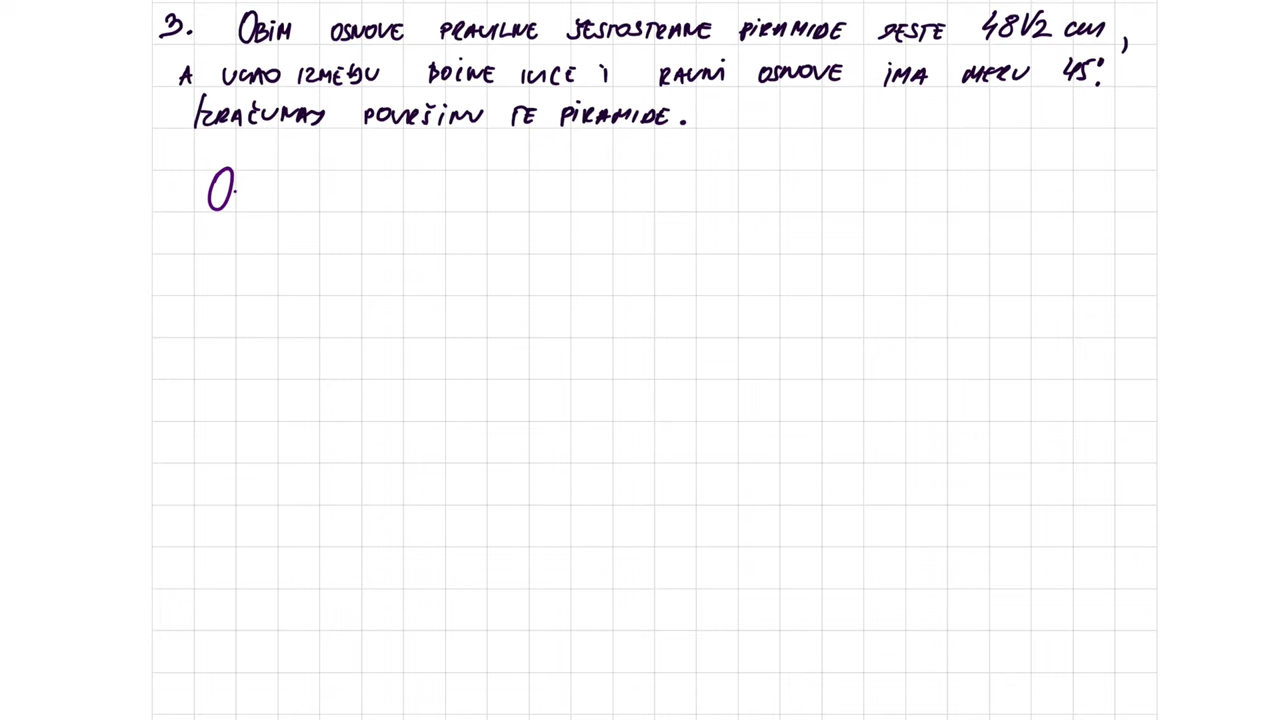 3. OBIM OSNOVE PRAVILNE ŠESTOSTRANE PIRAMIDE JESTE 48√2 cm,
A UGAO IZMEĐU BOČNE IVICE I RAVNI OSNOVE IMA MERU 45°.
IZRAČUNAJ POVRŠINU TE PIRAMIDE.
O